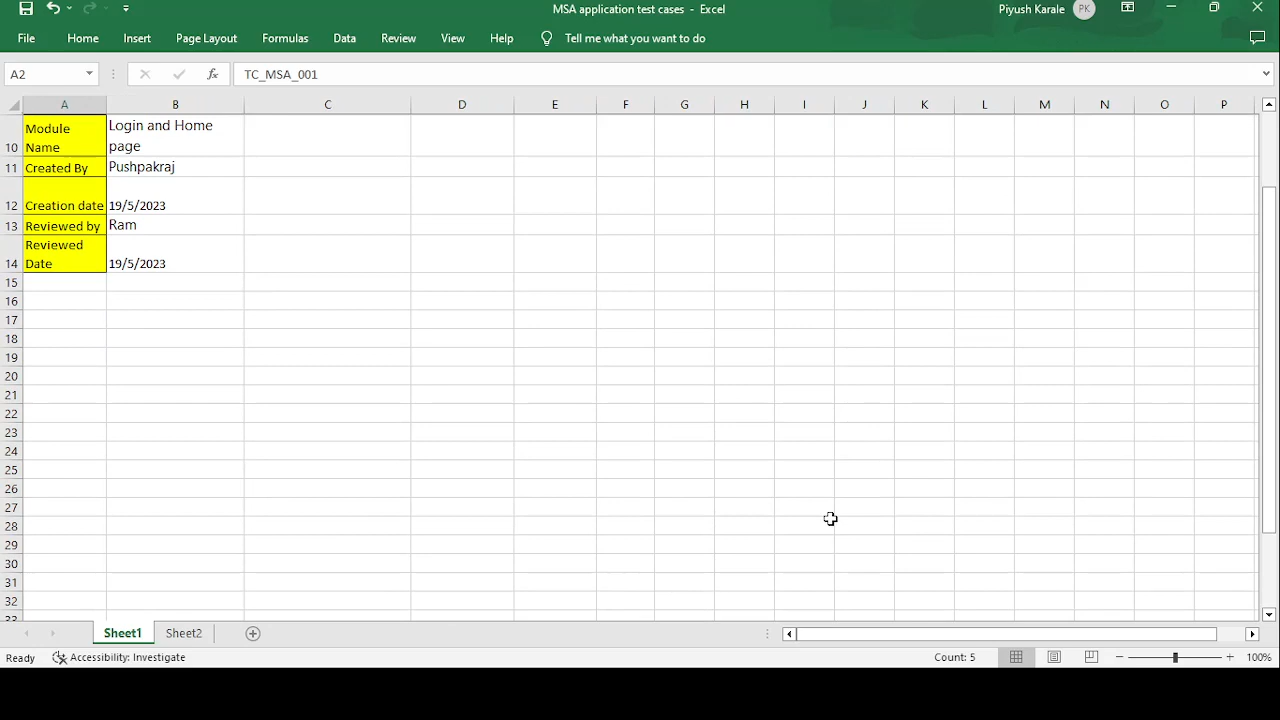 MSA application test cases - Excel
Piyush Karale PK
File Home Insert Page Layout Formulas Data Review View Help Tell me what you want to do
A2 fx TC_MSA_001
A B C D E F G H I J K L M N O P
10 Module Name Login and Home page
11 Created By Pushpakraj
12 Creation date 19/5/2023
13 Reviewed by Ram
14 Reviewed Date 19/5/2023
15
16
17
18
19
20
21
22
23
24
25
26
27
28
29
30
31
32
33
Sheet1 Sheet2
Ready Accessibility: Investigate Count: 5 100%